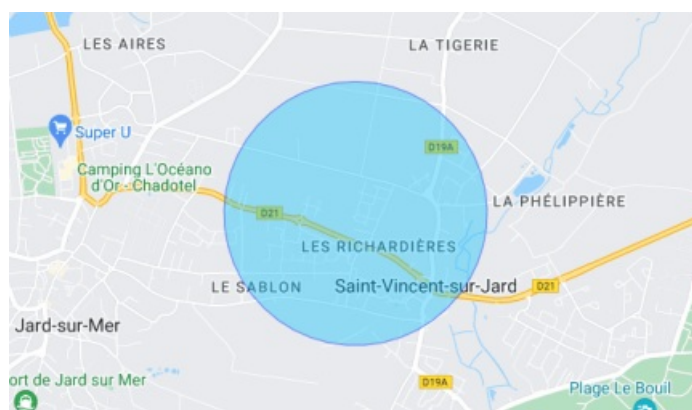 LES AIRES
LA TIGERIE
Super U
D19A
Camping L'Océano
d'Or - Chadotel
LA PHÉLIPPIÈRE
D21
LES RICHARDIÈRES
LE SABLON
Saint-Vincent-sur-Jard
D21
Jard-sur-Mer
ort de Jard sur Mer
D19A
Plage Le Bouil